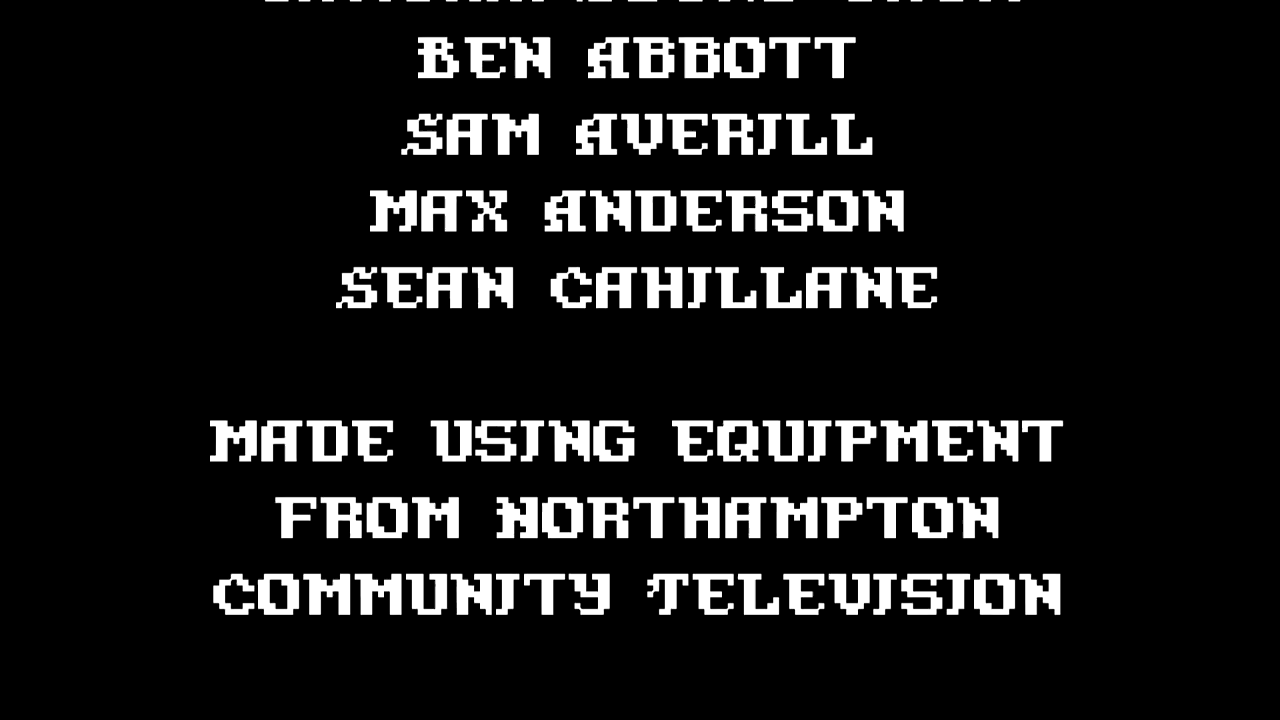 BEN ABBOTT
SAM AVERILL
MAX ANDERSON
SEAN CAHILLANE
MADE USING EQUIPMENT
FROM NORTHAMPTON
COMMUNITY TELEVISION